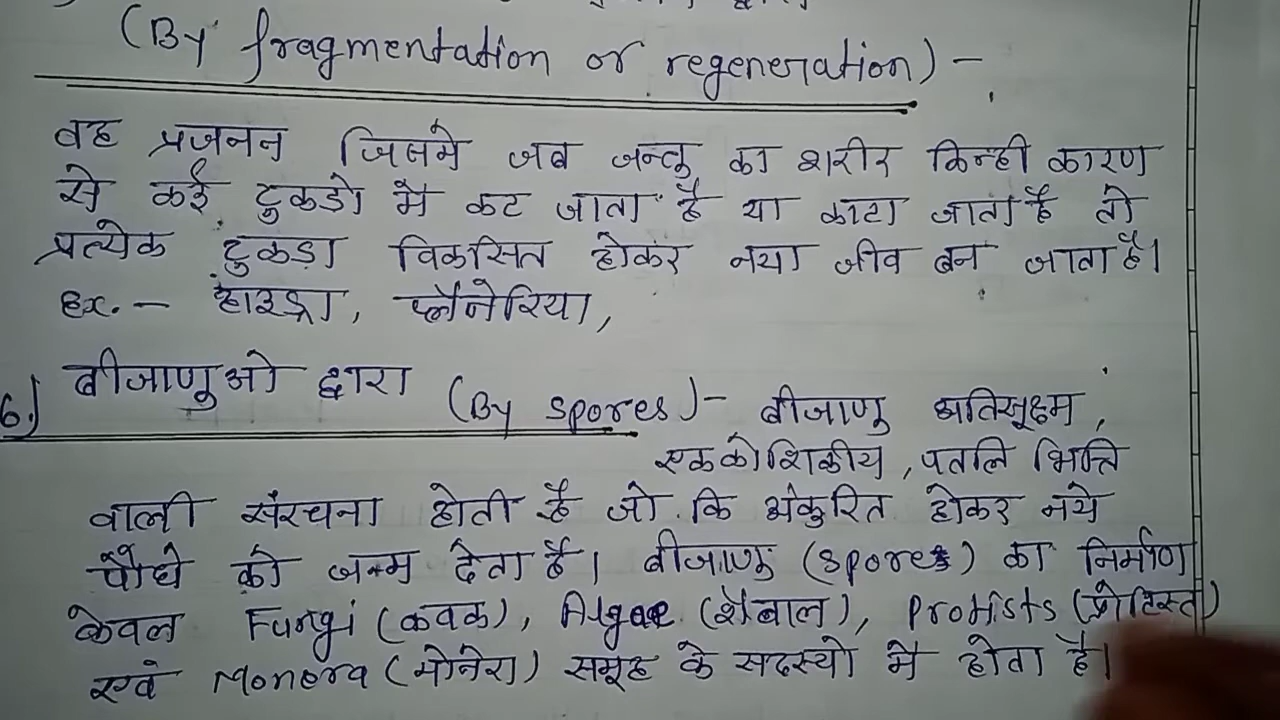 (By fragmentation or regeneration) -
वह प्रजनन जिसमे जब जन्तु का शरीर किन्ही कारण
से कई टुकडो मे कट जाता है या काटा जाता है तो
प्रत्येक टुकड़ा विकसित होकर नया जीव बन जाता है।
Ex. - हाइड्रा, प्लैनेरिया,
6.) बीजाणुओ द्वारा (By spores) - बीजाणु अतिसूक्ष्म,
एककोशिकीय, पतलि भित्ति
वाली संरचना होती है जो कि अंकुरित होकर नये
पौधे को जन्म देता है। बीजाणु (spores) का निर्माण
केवल Fungi (कवक), Algae (शैवाल), Protists (प्रोटिस्त)
एवं Monera (मोनेरा) समूह के सदस्यो मे होता है।